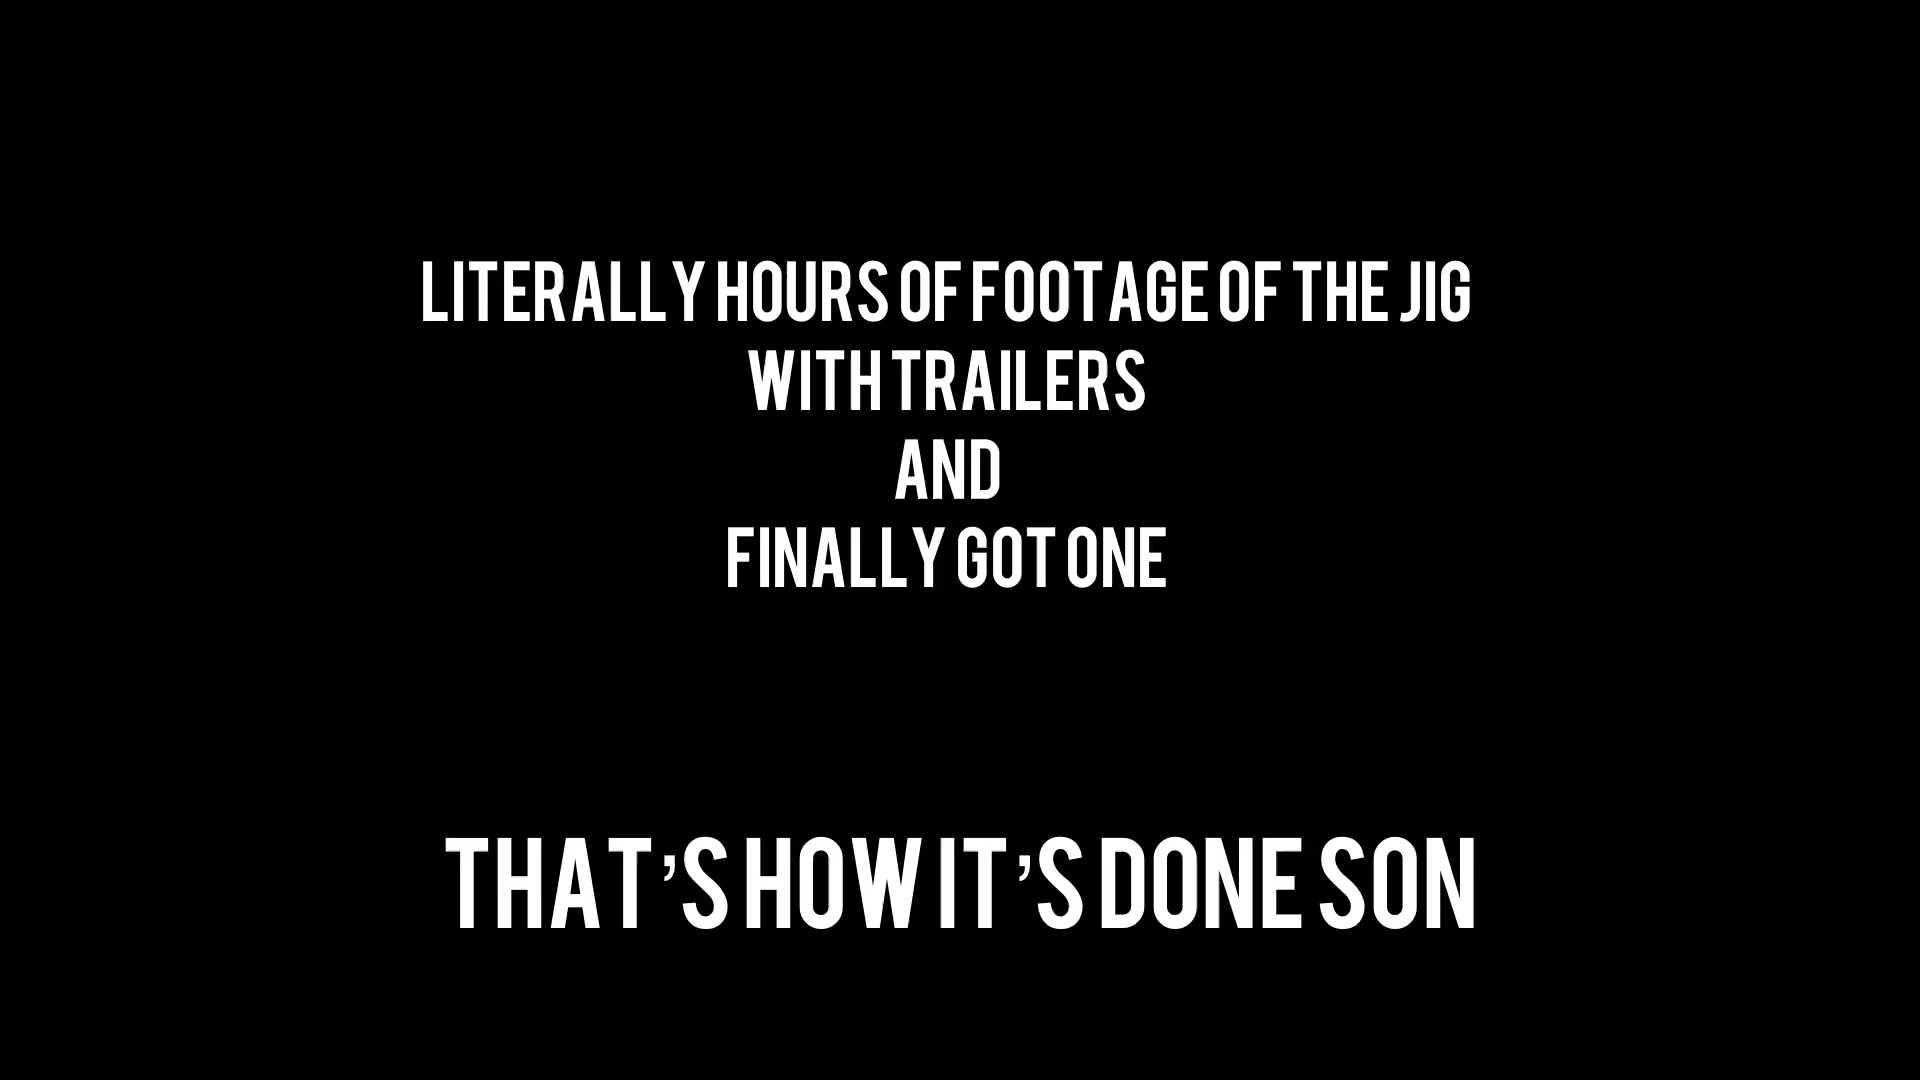 LITERALLY HOURS OF FOOTAGE OF THE JIG
WITH TRAILERS
AND
FINALLY GOT ONE
THAT'S HOW IT'S DONE SON